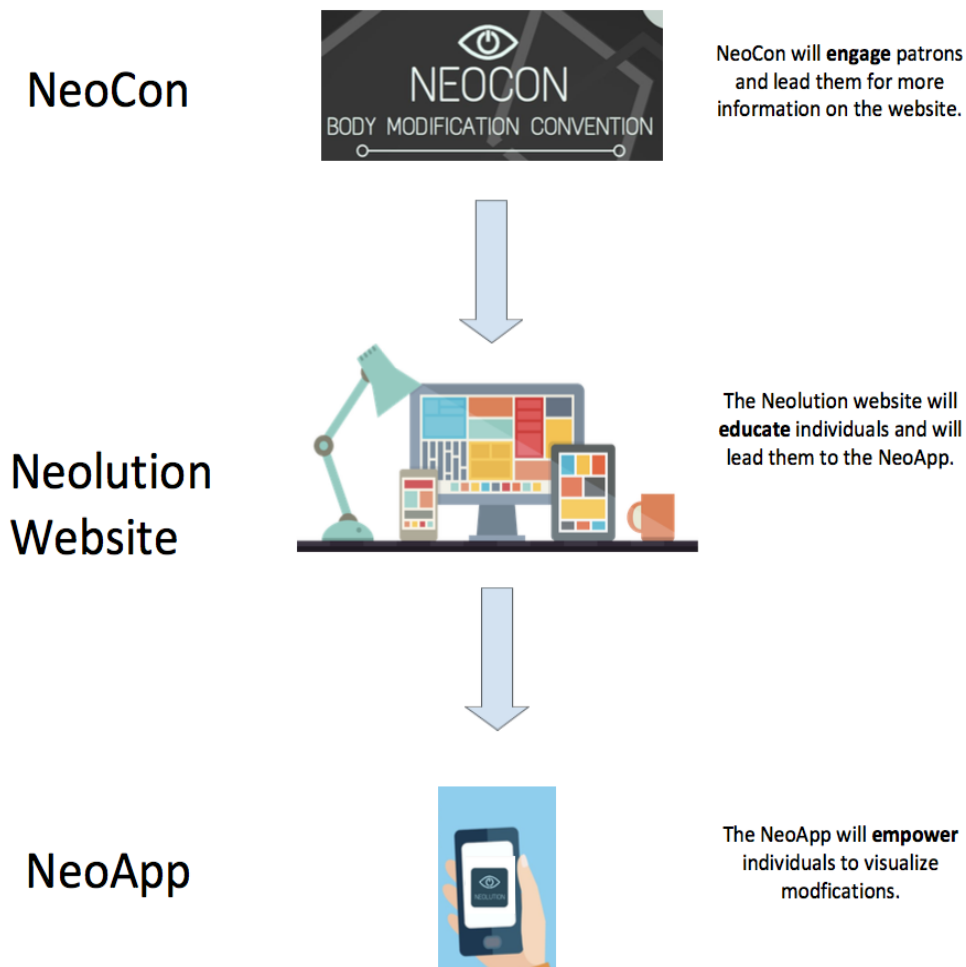 NeoCon
NEOCON
BODY MODIFICATION CONVENTION
NeoCon will engage patrons
and lead them for more
information on the website.
Neolution
Website
The Neolution website will
educate individuals and will
lead them to the NeoApp.
NeoApp
NEOLUTION
The NeoApp will empower
individuals to visualize
modfications.